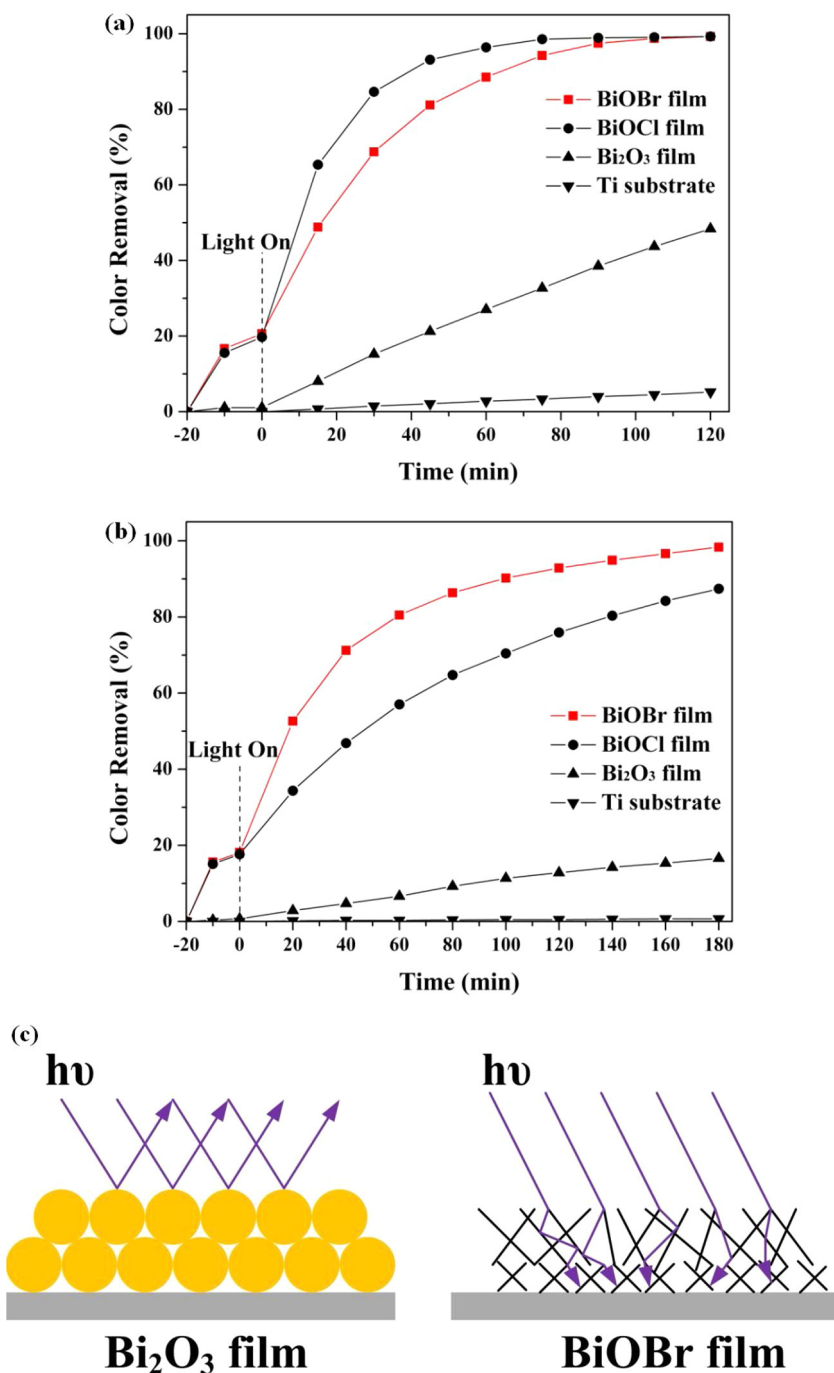 (a)
100
80
60
40
20
0
Color Removal (%)
Light On
BiOBr film
BiOCl film
Bi₂O₃ film
Ti substrate
-20 0 20 40 60 80 100 120
Time (min)
(b)
100
80
60
40
20
0
Color Removal (%)
Light On
BiOBr film
BiOCl film
Bi₂O₃ film
Ti substrate
-20 0 20 40 60 80 100 120 140 160 180
Time (min)
(c)
hυ hυ
Bi₂O₃ film BiOBr film